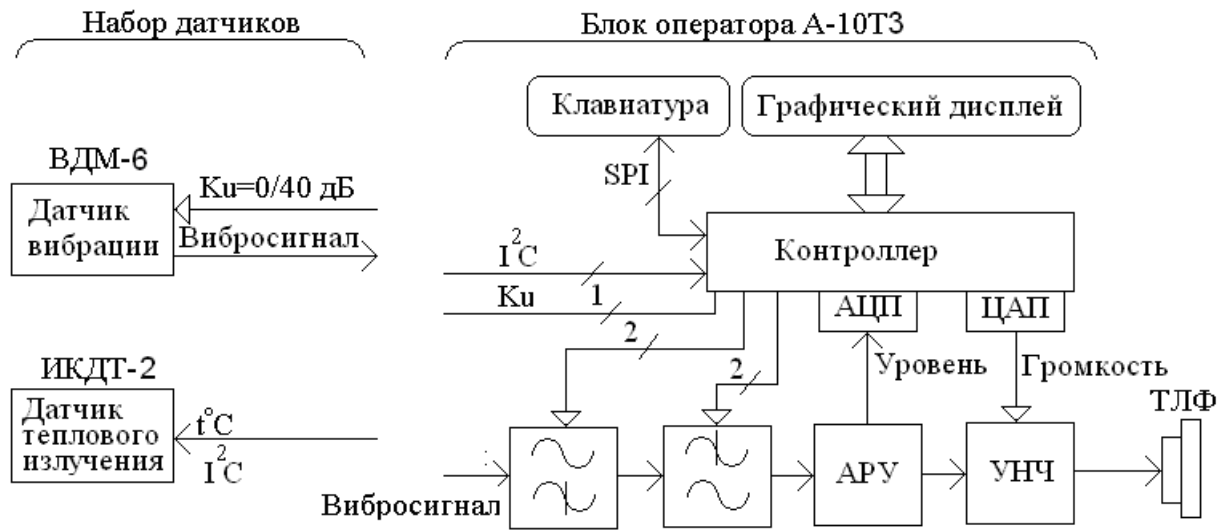 Набор датчиков
Блок оператора А-10Т3
Клавиатура
Графический дисплей
ВДМ-6
Ku=0/40 дБ
Датчик
вибрации
Вибросигнал
SPI
I²C
1
Ku
Контроллер
АЦП
ЦАП
2
2
Уровень
Громкость
ИКДТ-2
Датчик
теплового
излучения
t°C
I²C
Вибросигнал
АРУ
УНЧ
ТЛФ